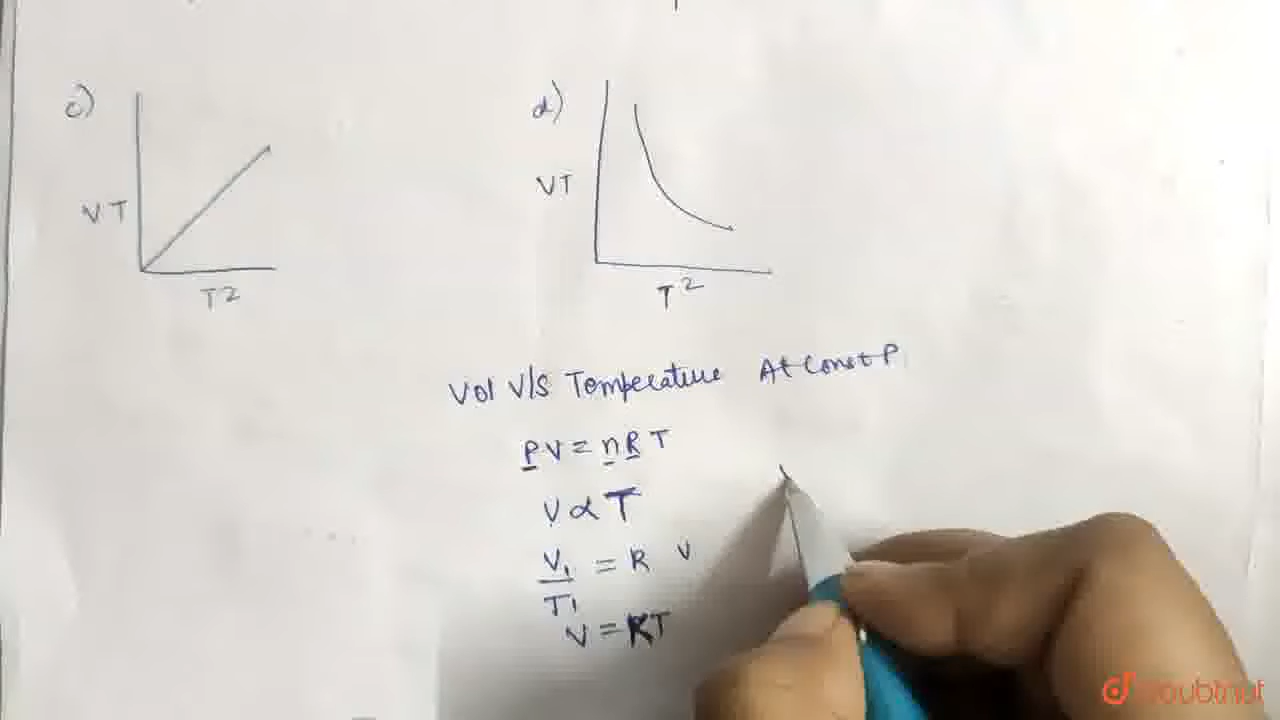 c)
VT
T2
d)
VT
T²
Vol V/S Temperature At Const P.
PV = nRT
V α T
V₁/T₁ = K V
V = KT
doubtnut